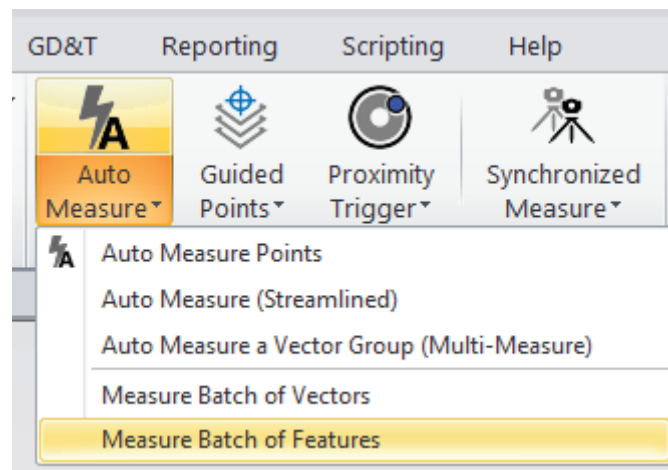 GD&T Reporting Scripting Help
Auto Measure Guided Points Proximity Trigger Synchronized Measure
Auto Measure Points
Auto Measure (Streamlined)
Auto Measure a Vector Group (Multi-Measure)
Measure Batch of Vectors
Measure Batch of Features